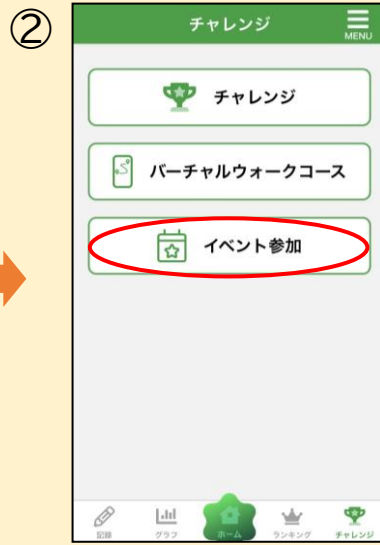 ②
チャレンジ
MENU
チャレンジ
バーチャルウォークコース
イベント参加
記録
グラフ
ホーム
ランキング
チャレンジ